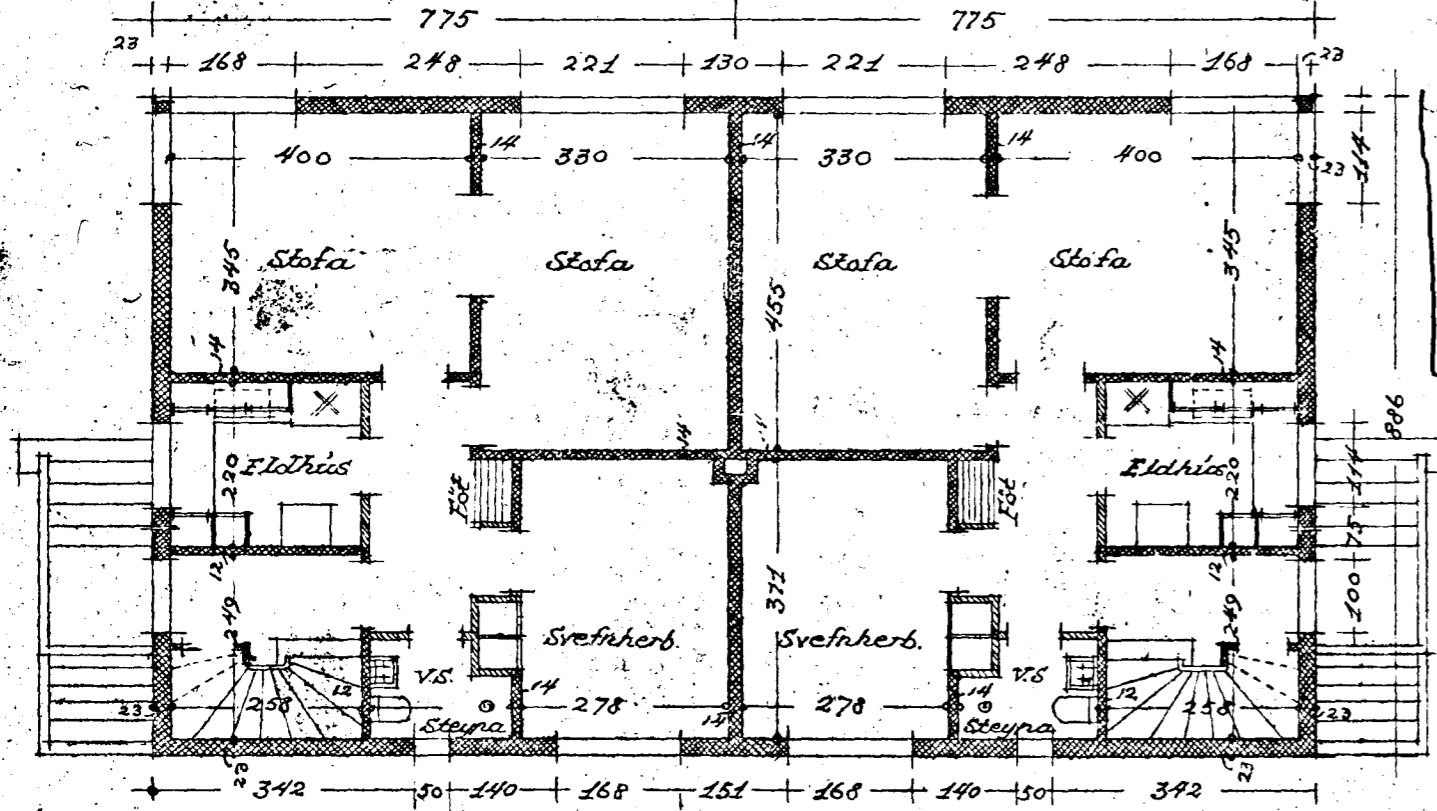 775 775
23 168 248 221 130 221 248 168 23
14 14 14
400 330 330 400 23 114
345 Stofa Stofa Stofa Stofa 345
455
14 14
886
14 14
Eldhús Föt Föt Eldhús
220 220 114
75
12 12
249 371 249 100
Svefnherb. Svefnherb.
V.S. V.S
12 14 14 12
23 258 278 14 278 258 23
Steypa Steypa
23 23
342 50 140 168 151 168 140 50 342